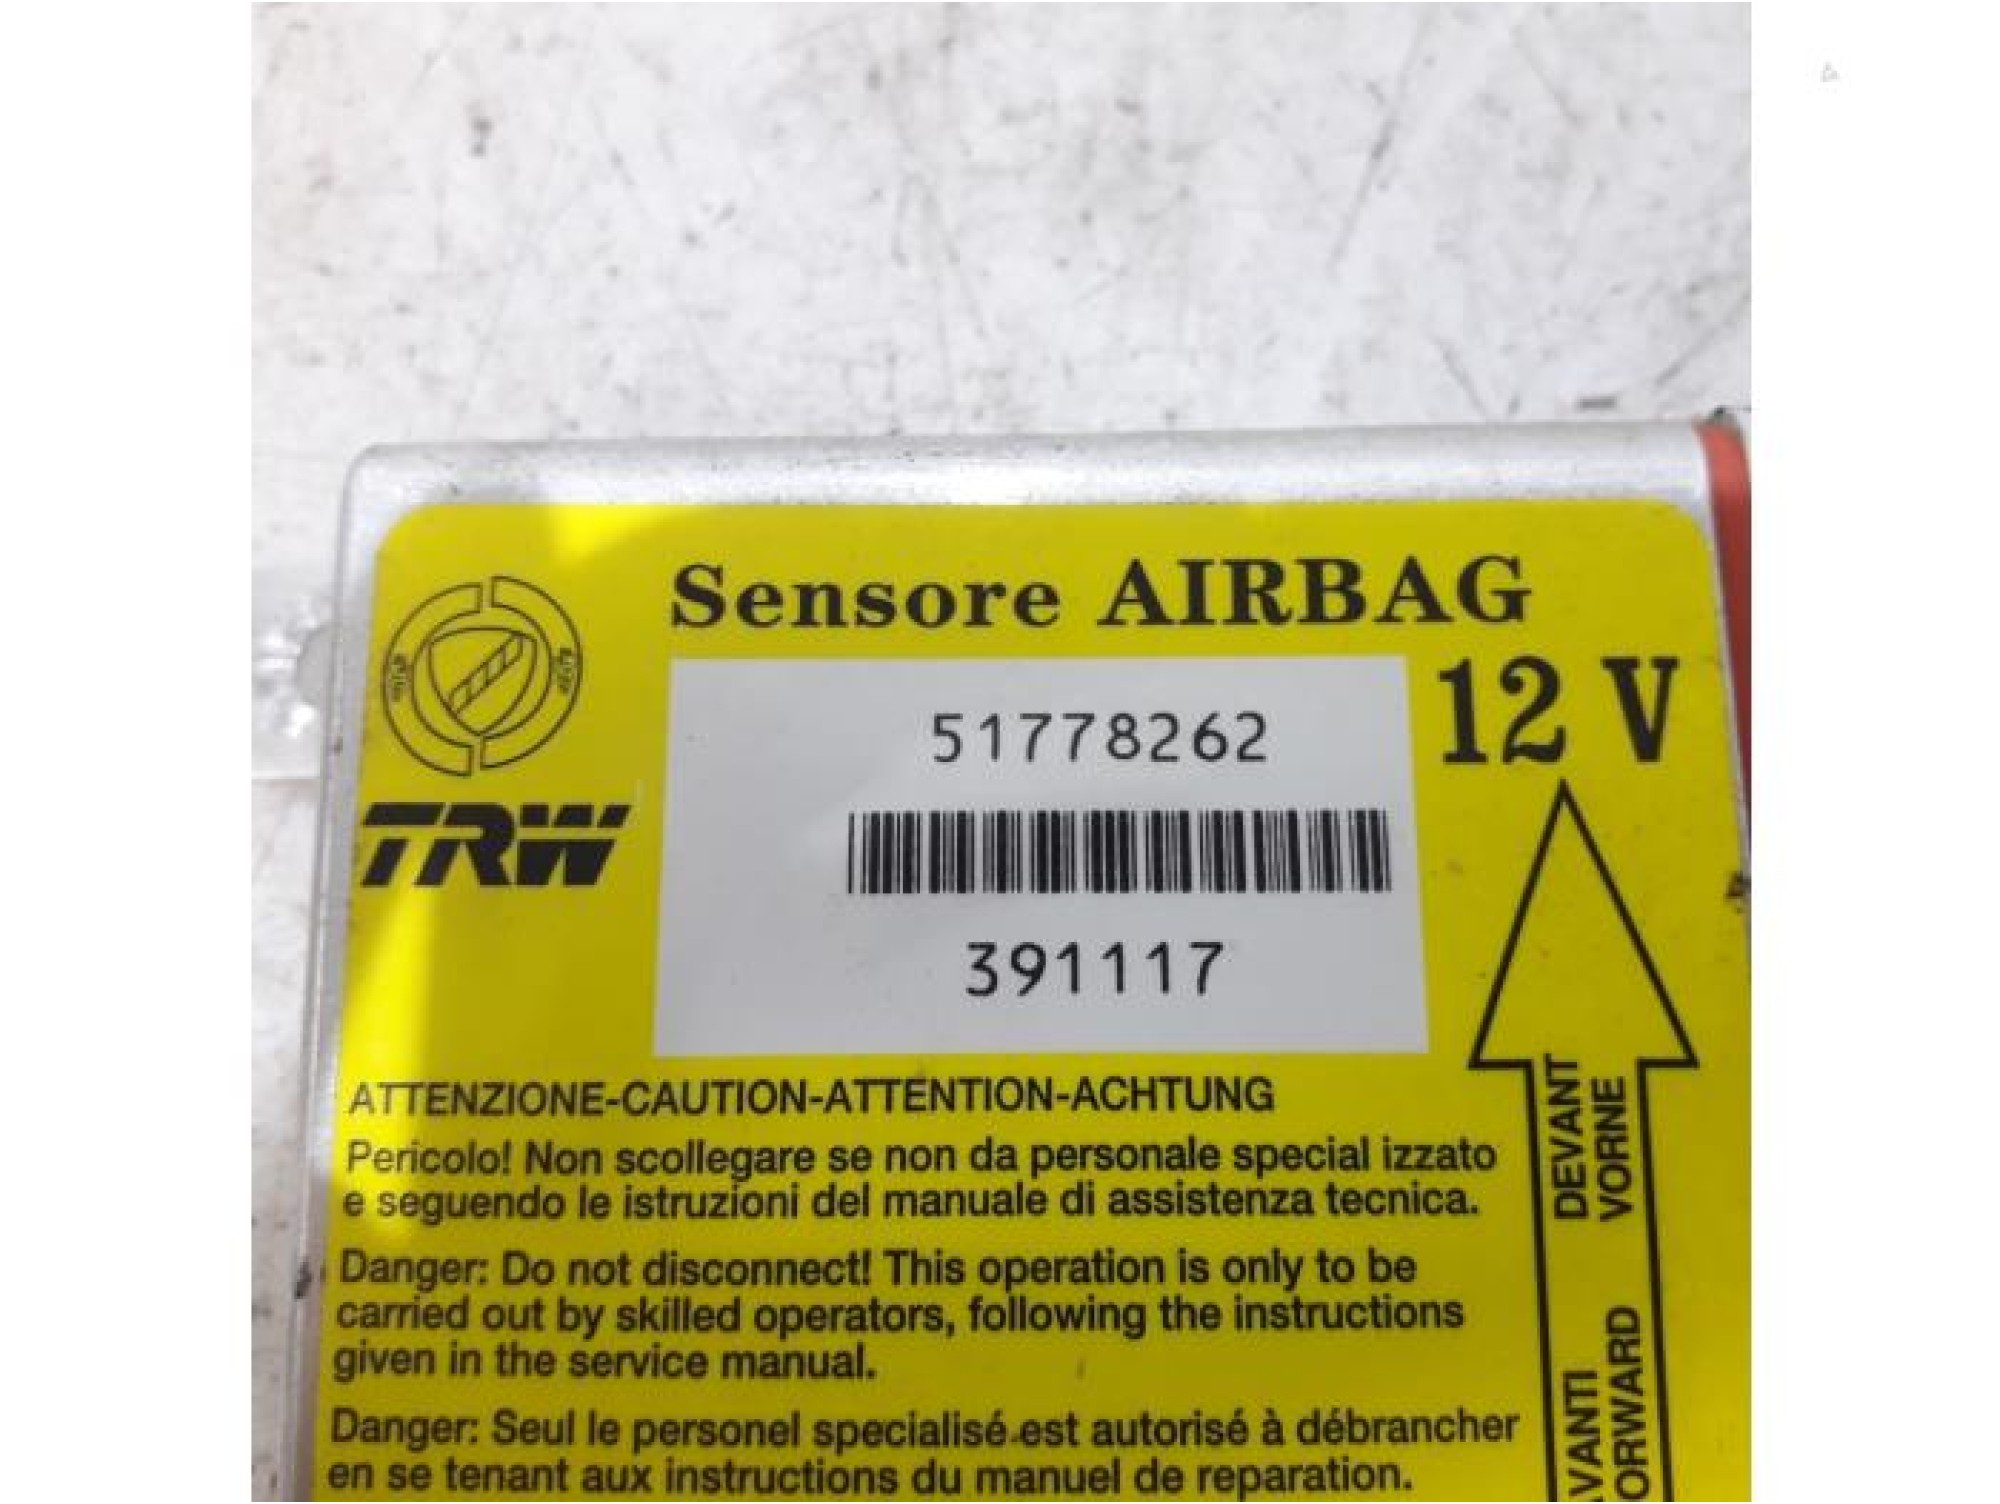 Sensore AIRBAG
12 V
51778262
TRW
391117
ATTENZIONE-CAUTION-ATTENTION-ACHTUNG
Pericolo! Non scollegare se non da personale special izzato
e seguendo le istruzioni del manuale di assistenza tecnica.
Danger: Do not disconnect! This operation is only to be
carried out by skilled operators, following the instructions
given in the service manual.
Danger: Seul le personel specialisé est autorisé à débrancher
en se tenant aux instructions du manuel de reparation.
DEVANT
VORNE